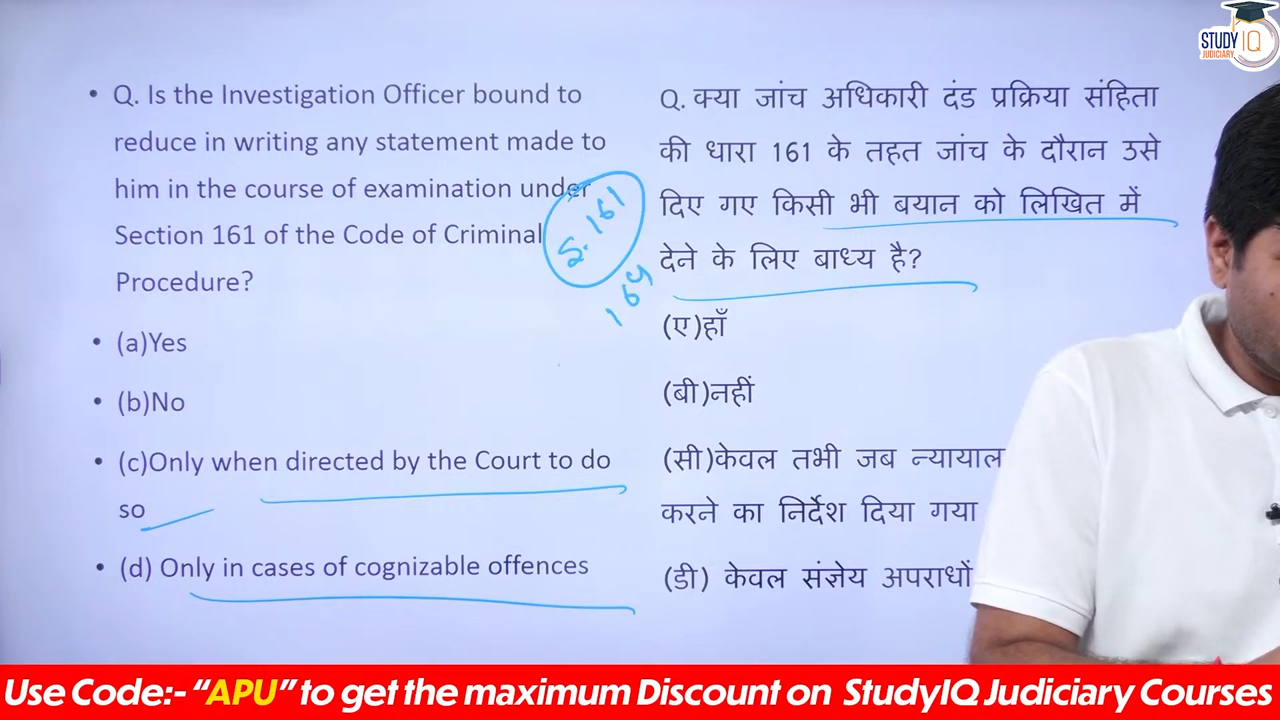 STUDY IQ
JUDICIARY
• Q. Is the Investigation Officer bound to
reduce in writing any statement made to
him in the course of examination under
Section 161 of the Code of Criminal
Procedure?
• (a)Yes
• (b)No
• (c)Only when directed by the Court to do
so
• (d) Only in cases of cognizable offences
S. 161
164
Q. क्या जांच अधिकारी दंड प्रक्रिया संहिता
की धारा 161 के तहत जांच के दौरान उसे
दिए गए किसी भी बयान को लिखित में
देने के लिए बाध्य है?
(ए)हाँ
(बी)नहीं
(सी)केवल तभी जब न्यायाल
करने का निर्देश दिया गया
(डी) केवल संज्ञेय अपराधों
Use Code:- “APU” to get the maximum Discount on StudyIQ Judiciary Courses